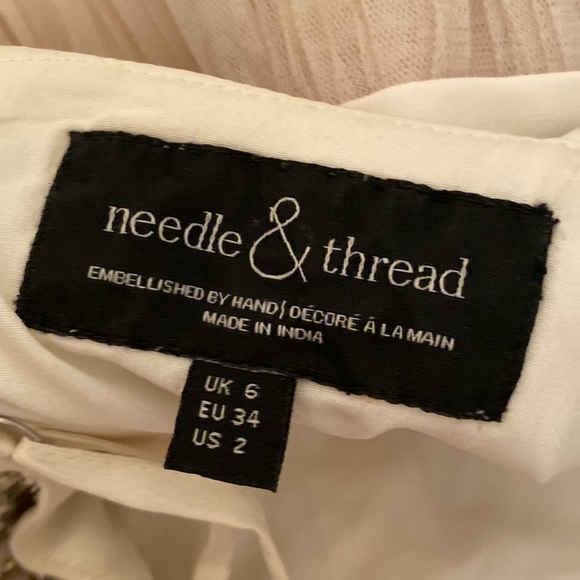 needle & thread
EMBELLISHED BY HAND | DÉCORÉ Á LA MAIN
MADE IN INDIA
UK 6
EU 34
US 2